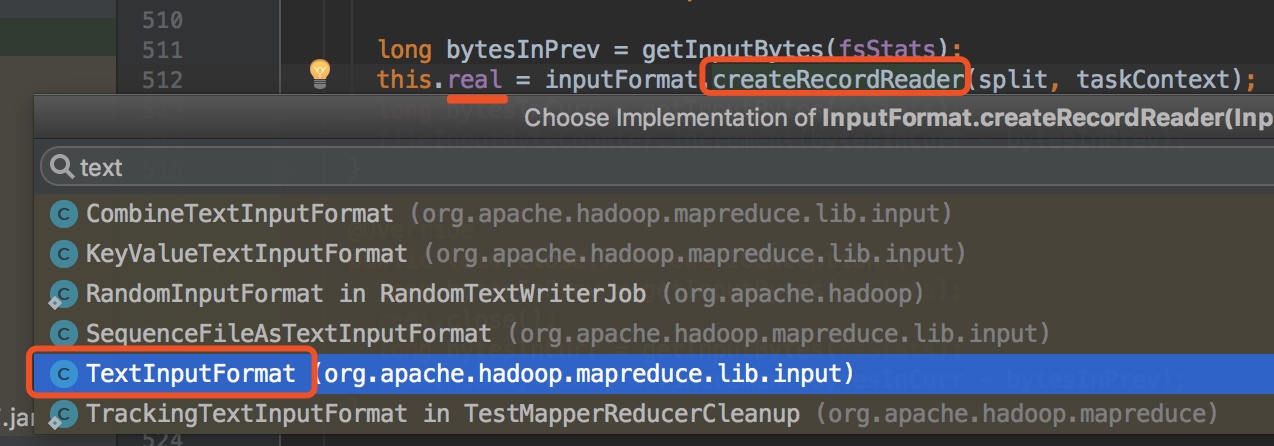 510
511 long bytesInPrev = getInputBytes(fsStats);
512 this.real = inputFormat.createRecordReader(split, taskContext);
Choose Implementation of InputFormat.createRecordReader(Inp
text
CombineTextInputFormat (org.apache.hadoop.mapreduce.lib.input)
KeyValueTextInputFormat (org.apache.hadoop.mapreduce.lib.input)
RandomInputFormat in RandomTextWriterJob (org.apache.hadoop)
SequenceFileAsTextInputFormat (org.apache.hadoop.mapreduce.lib.input)
TextInputFormat (org.apache.hadoop.mapreduce.lib.input)
TrackingTextInputFormat in TestMapperReducerCleanup (org.apache.hadoop.mapreduce)
.jar
524